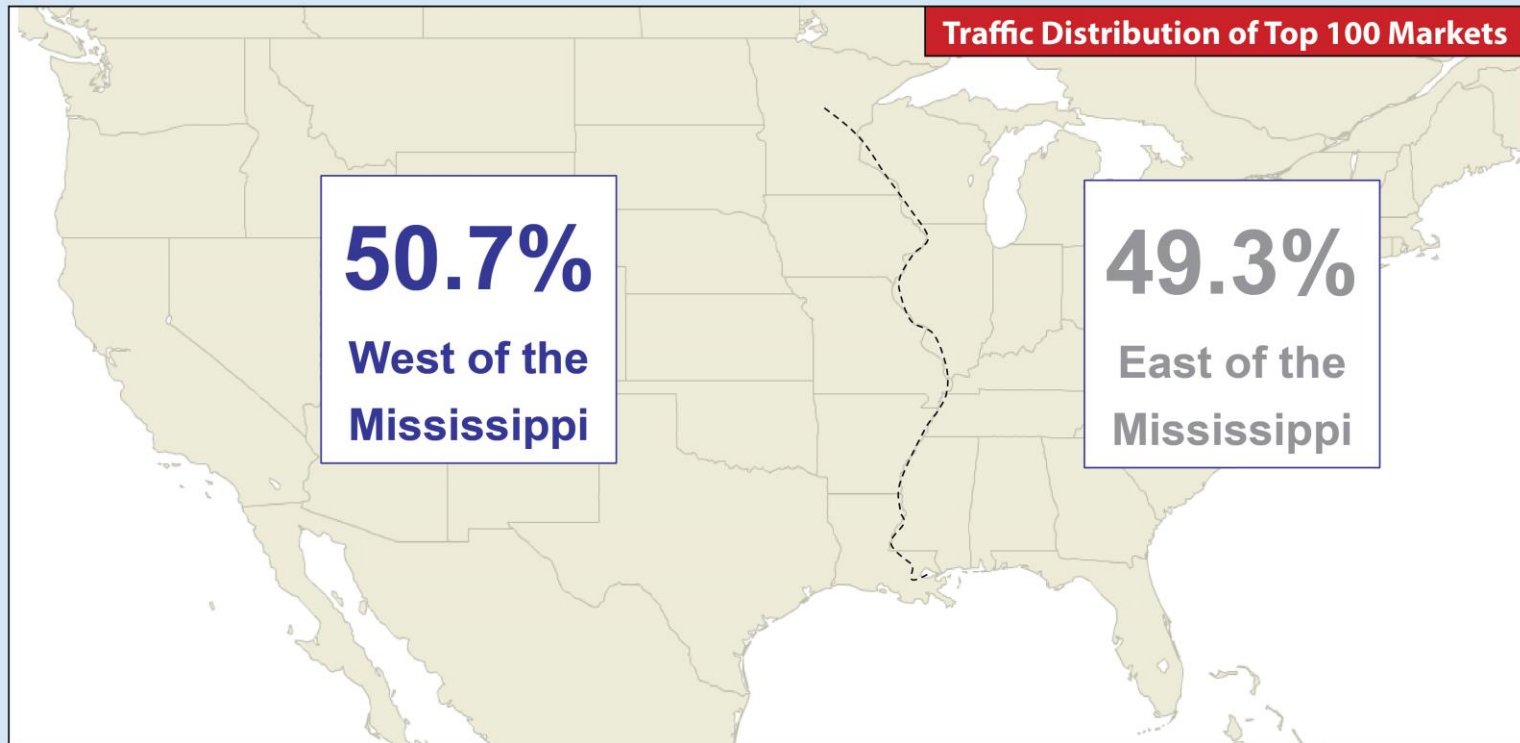 Traffic Distribution of Top 100 Markets
50.7%
West of the
Mississippi
49.3%
East of the
Mississippi